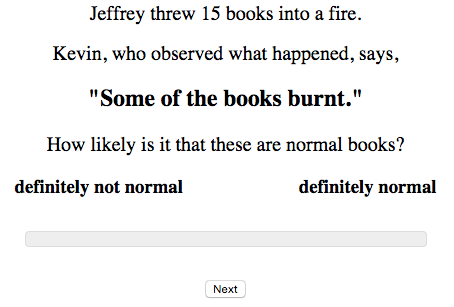 Jeffrey threw 15 books into a fire.
Kevin, who observed what happened, says,
"Some of the books burnt."
How likely is it that these are normal books?
definitely not normal definitely normal
Next